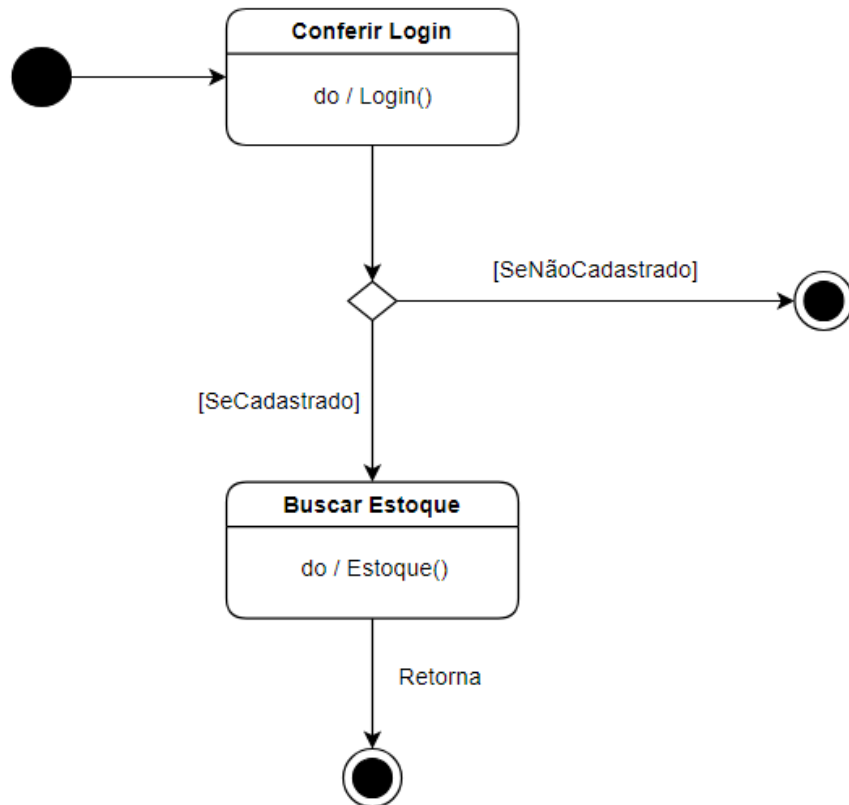 Conferir Login
do / Login()
[SeNãoCadastrado]
[SeCadastrado]
Buscar Estoque
do / Estoque()
Retorna